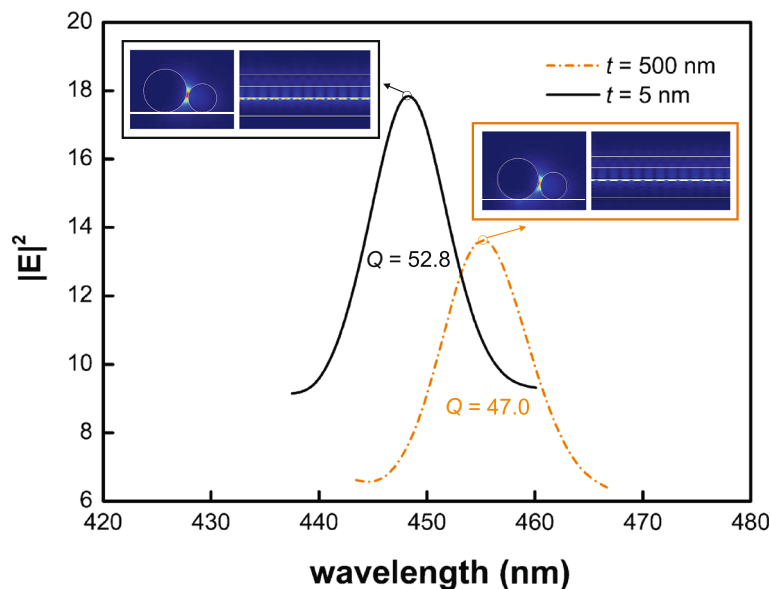 20
18
16
14
12
10
8
6
|E|²
t = 500 nm
t = 5 nm
Q = 52.8
Q = 47.0
420 430 440 450 460 470 480
wavelength (nm)